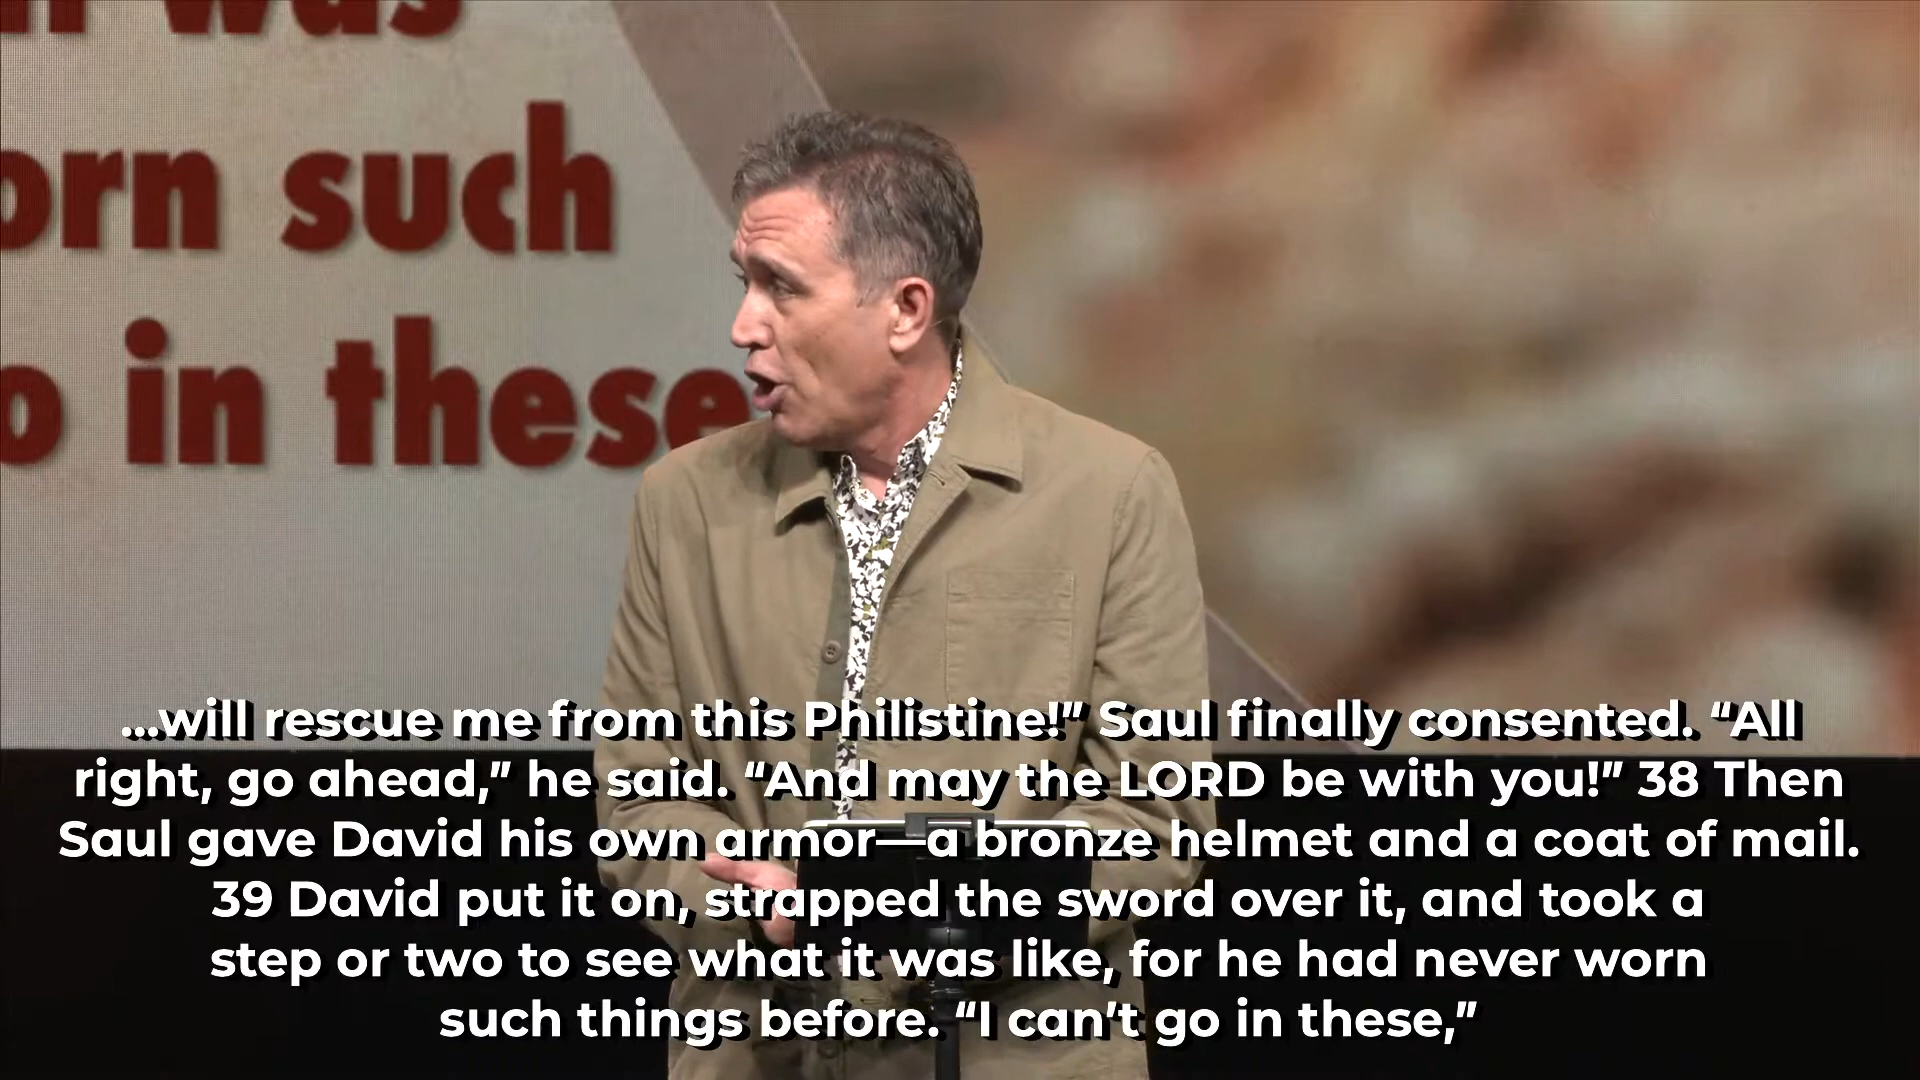 was
orn such
o in these
...will rescue me from this Philistine!” Saul finally consented. “All
right, go ahead,” he said. “And may the LORD be with you!” 38 Then
Saul gave David his own armor—a bronze helmet and a coat of mail.
39 David put it on, strapped the sword over it, and took a
step or two to see what it was like, for he had never worn
such things before. “I can’t go in these,”